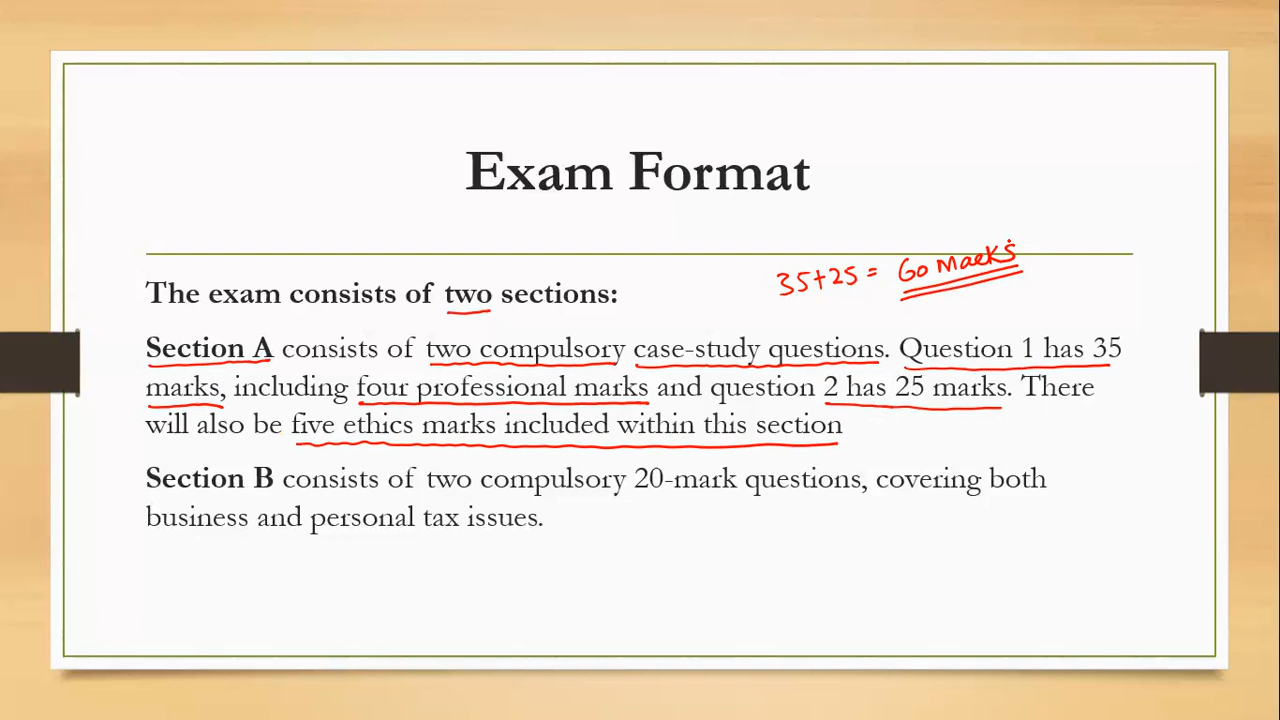 Exam Format
35+25 = 60 Marks
The exam consists of two sections:
Section A consists of two compulsory case-study questions. Question 1 has 35
marks, including four professional marks and question 2 has 25 marks. There
will also be five ethics marks included within this section
Section B consists of two compulsory 20-mark questions, covering both
business and personal tax issues.